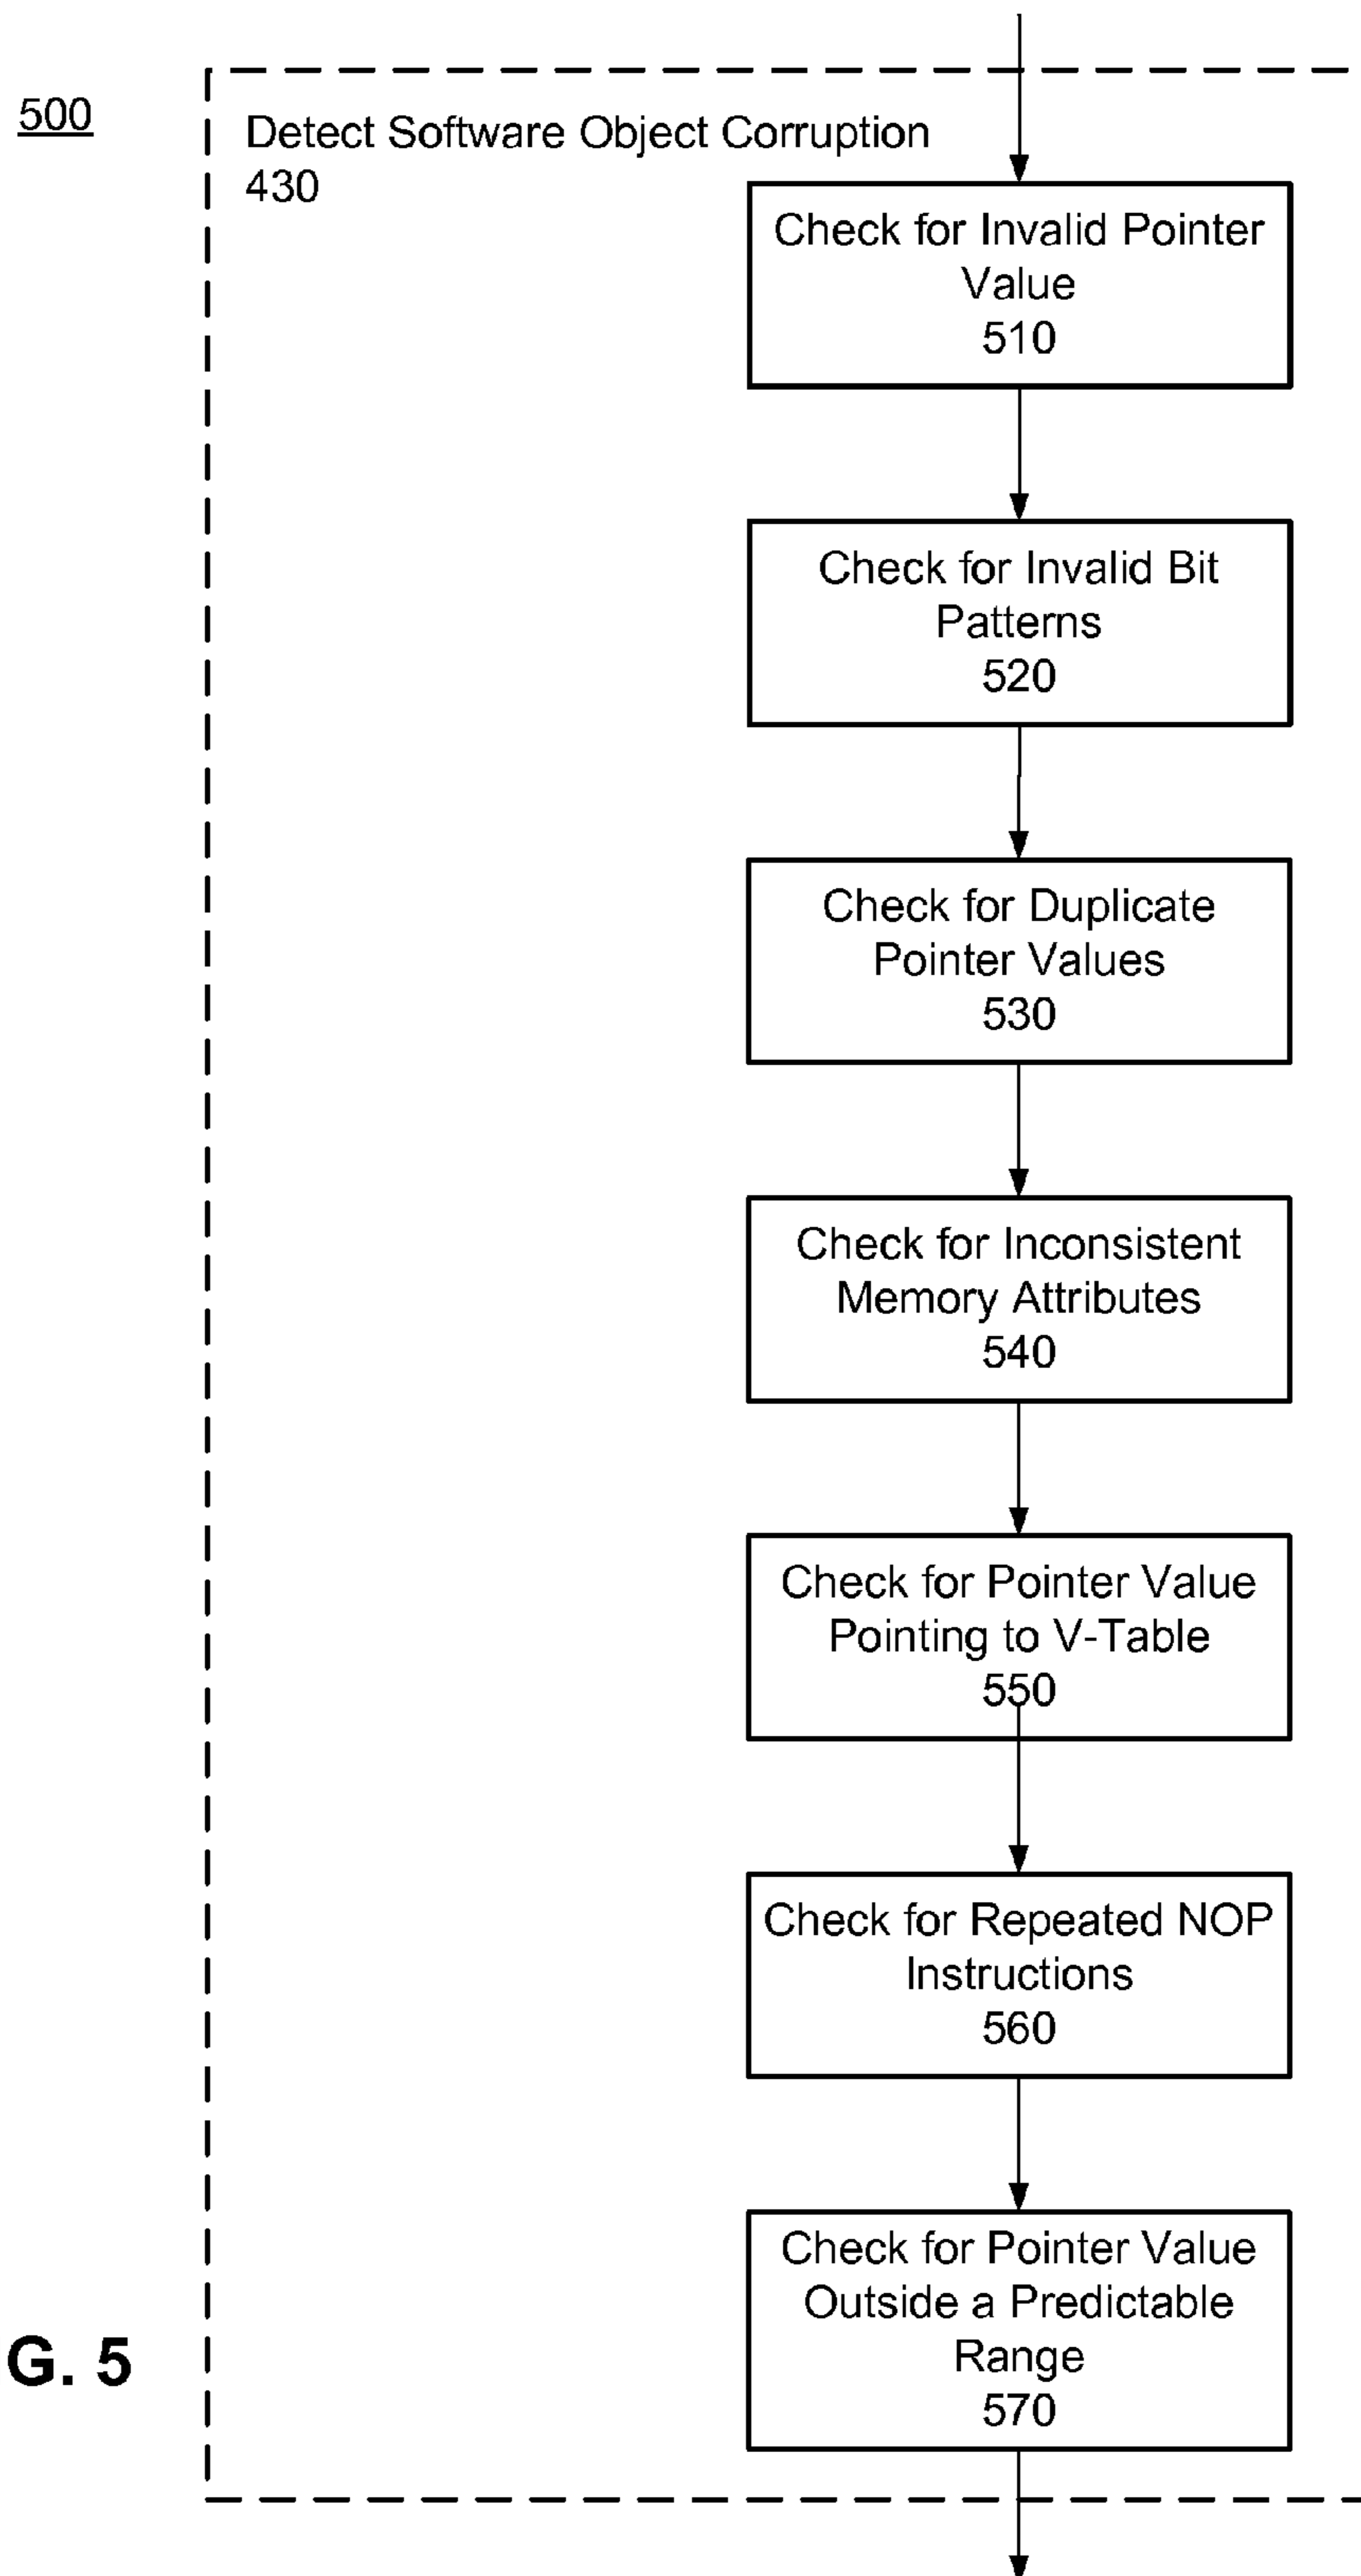 500
Detect Software Object Corruption
430
Check for Invalid Pointer
Value
510
Check for Invalid Bit
Patterns
520
Check for Duplicate
Pointer Values
530
Check for Inconsistent
Memory Attributes
540
Check for Pointer Value
Pointing to V-Table
550
Check for Repeated NOP
Instructions
560
Check for Pointer Value
Outside a Predictable
Range
570
G. 5